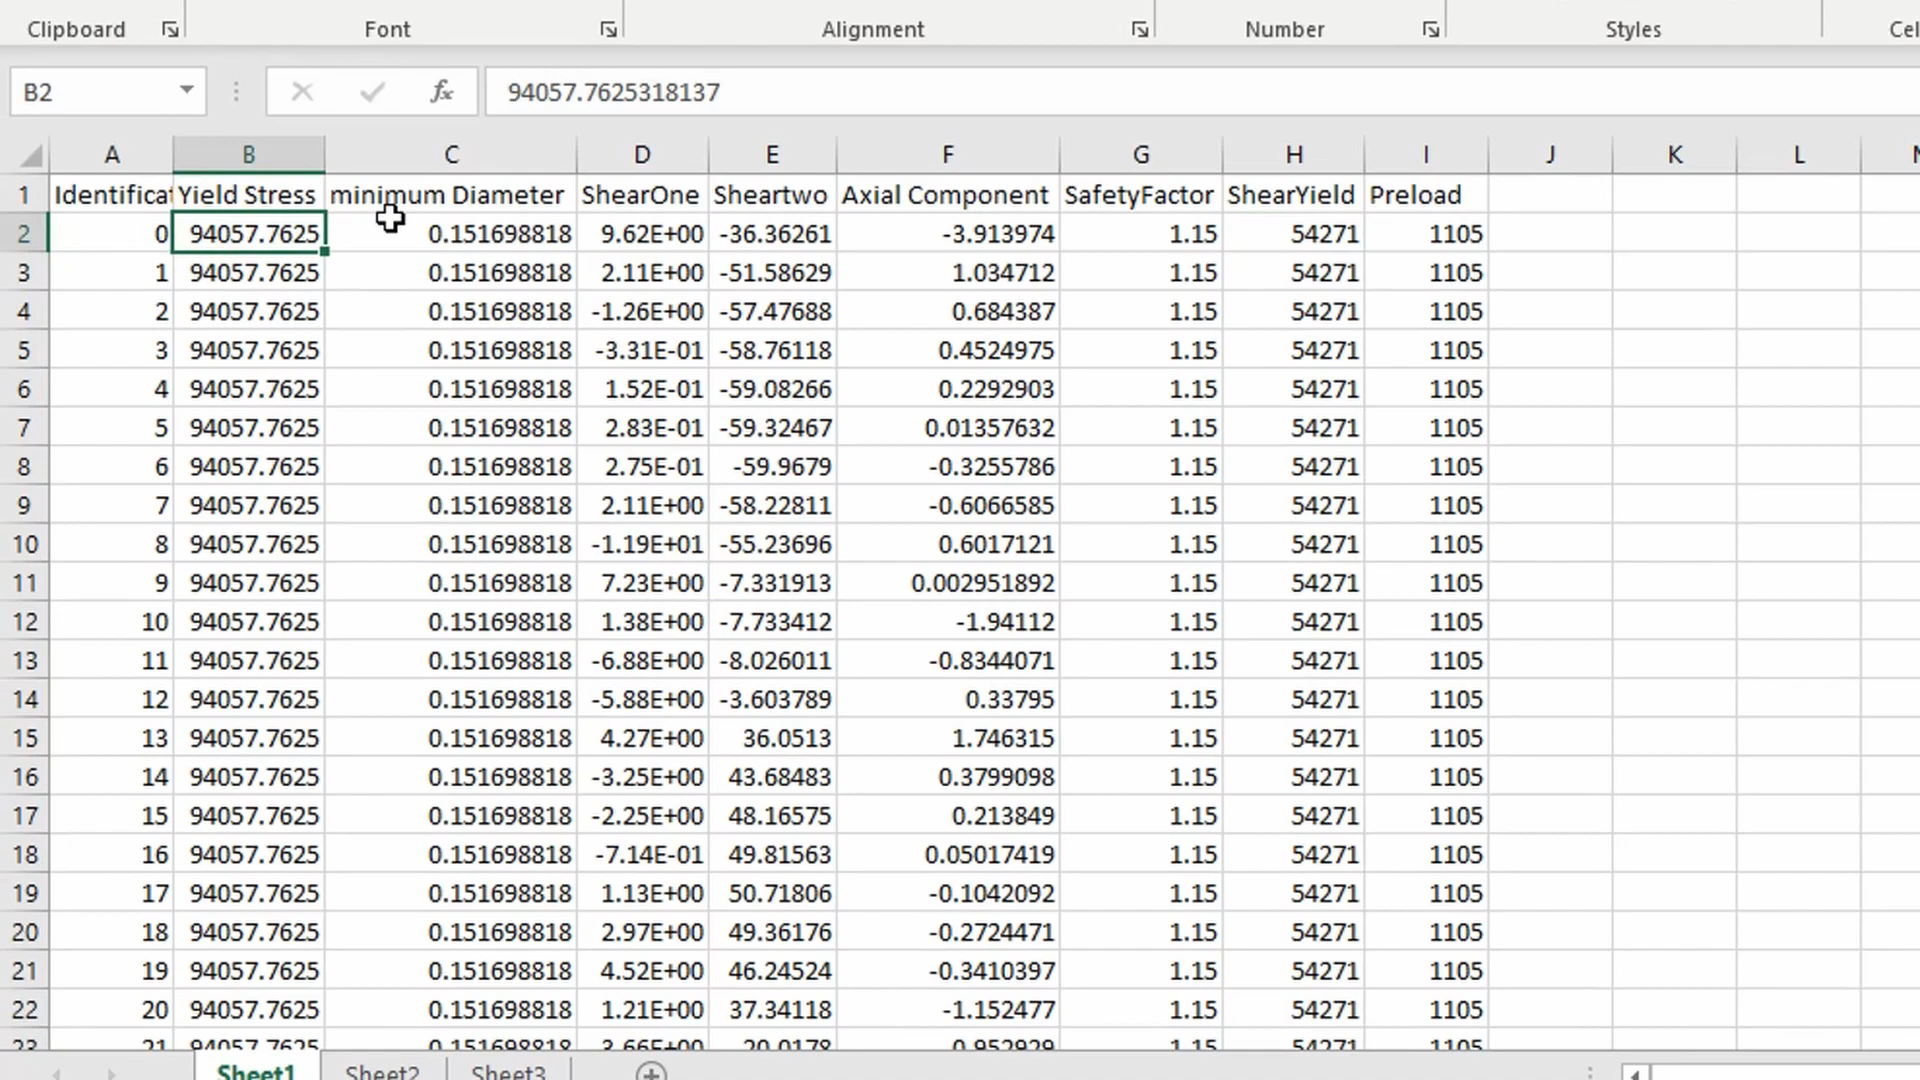 Clipboard Font Alignment Number Styles Cel
B2 fx 94057.7625318137
A B C D E F G H I J K L
1 Identificat Yield Stress minimum Diameter ShearOne Sheartwo Axial Component SafetyFactor ShearYield Preload
2 0 94057.7625 0.151698818 9.62E+00 -36.36261 -3.913974 1.15 54271 1105
3 1 94057.7625 0.151698818 2.11E+00 -51.58629 1.034712 1.15 54271 1105
4 2 94057.7625 0.151698818 -1.26E+00 -57.47688 0.684387 1.15 54271 1105
5 3 94057.7625 0.151698818 -3.31E-01 -58.76118 0.4524975 1.15 54271 1105
6 4 94057.7625 0.151698818 1.52E-01 -59.08266 0.2292903 1.15 54271 1105
7 5 94057.7625 0.151698818 2.83E-01 -59.32467 0.01357632 1.15 54271 1105
8 6 94057.7625 0.151698818 2.75E-01 -59.9679 -0.3255786 1.15 54271 1105
9 7 94057.7625 0.151698818 2.11E+00 -58.22811 -0.6066585 1.15 54271 1105
10 8 94057.7625 0.151698818 -1.19E+01 -55.23696 0.6017121 1.15 54271 1105
11 9 94057.7625 0.151698818 7.23E+00 -7.331913 0.002951892 1.15 54271 1105
12 10 94057.7625 0.151698818 1.38E+00 -7.733412 -1.94112 1.15 54271 1105
13 11 94057.7625 0.151698818 -6.88E+00 -8.026011 -0.8344071 1.15 54271 1105
14 12 94057.7625 0.151698818 -5.88E+00 -3.603789 0.33795 1.15 54271 1105
15 13 94057.7625 0.151698818 4.27E+00 36.0513 1.746315 1.15 54271 1105
16 14 94057.7625 0.151698818 -3.25E+00 43.68483 0.3799098 1.15 54271 1105
17 15 94057.7625 0.151698818 -2.25E+00 48.16575 0.213849 1.15 54271 1105
18 16 94057.7625 0.151698818 -7.14E-01 49.81563 0.05017419 1.15 54271 1105
19 17 94057.7625 0.151698818 1.13E+00 50.71806 -0.1042092 1.15 54271 1105
20 18 94057.7625 0.151698818 2.97E+00 49.36176 -0.2724471 1.15 54271 1105
21 19 94057.7625 0.151698818 4.52E+00 46.24524 -0.3410397 1.15 54271 1105
22 20 94057.7625 0.151698818 1.21E+00 37.34118 -1.152477 1.15 54271 1105
23 21 94057.7625 0.151698818 3.66E+00 20.0178 1.15 54271 1105
Sheet1 Sheet2 Sheet3